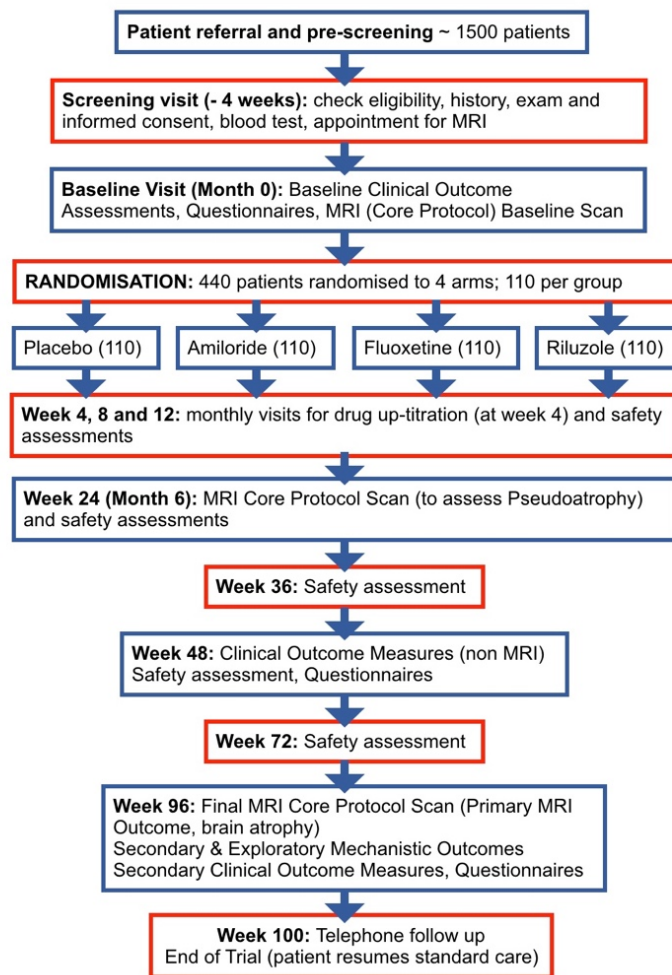 Patient referral and pre-screening ~ 1500 patients
Screening visit (- 4 weeks): check eligibility, history, exam and
informed consent, blood test, appointment for MRI
Baseline Visit (Month 0): Baseline Clinical Outcome
Assessments, Questionnaires, MRI (Core Protocol) Baseline Scan
RANDOMISATION: 440 patients randomised to 4 arms; 110 per group
Placebo (110)
Amiloride (110)
Fluoxetine (110)
Riluzole (110)
Week 4, 8 and 12: monthly visits for drug up-titration (at week 4) and safety
assessments
Week 24 (Month 6): MRI Core Protocol Scan (to assess Pseudoatrophy)
and safety assessments
Week 36: Safety assessment
Week 48: Clinical Outcome Measures (non MRI)
Safety assessment, Questionnaires
Week 72: Safety assessment
Week 96: Final MRI Core Protocol Scan (Primary MRI
Outcome, brain atrophy)
Secondary & Exploratory Mechanistic Outcomes
Secondary Clinical Outcome Measures, Questionnaires
Week 100: Telephone follow up
End of Trial (patient resumes standard care)